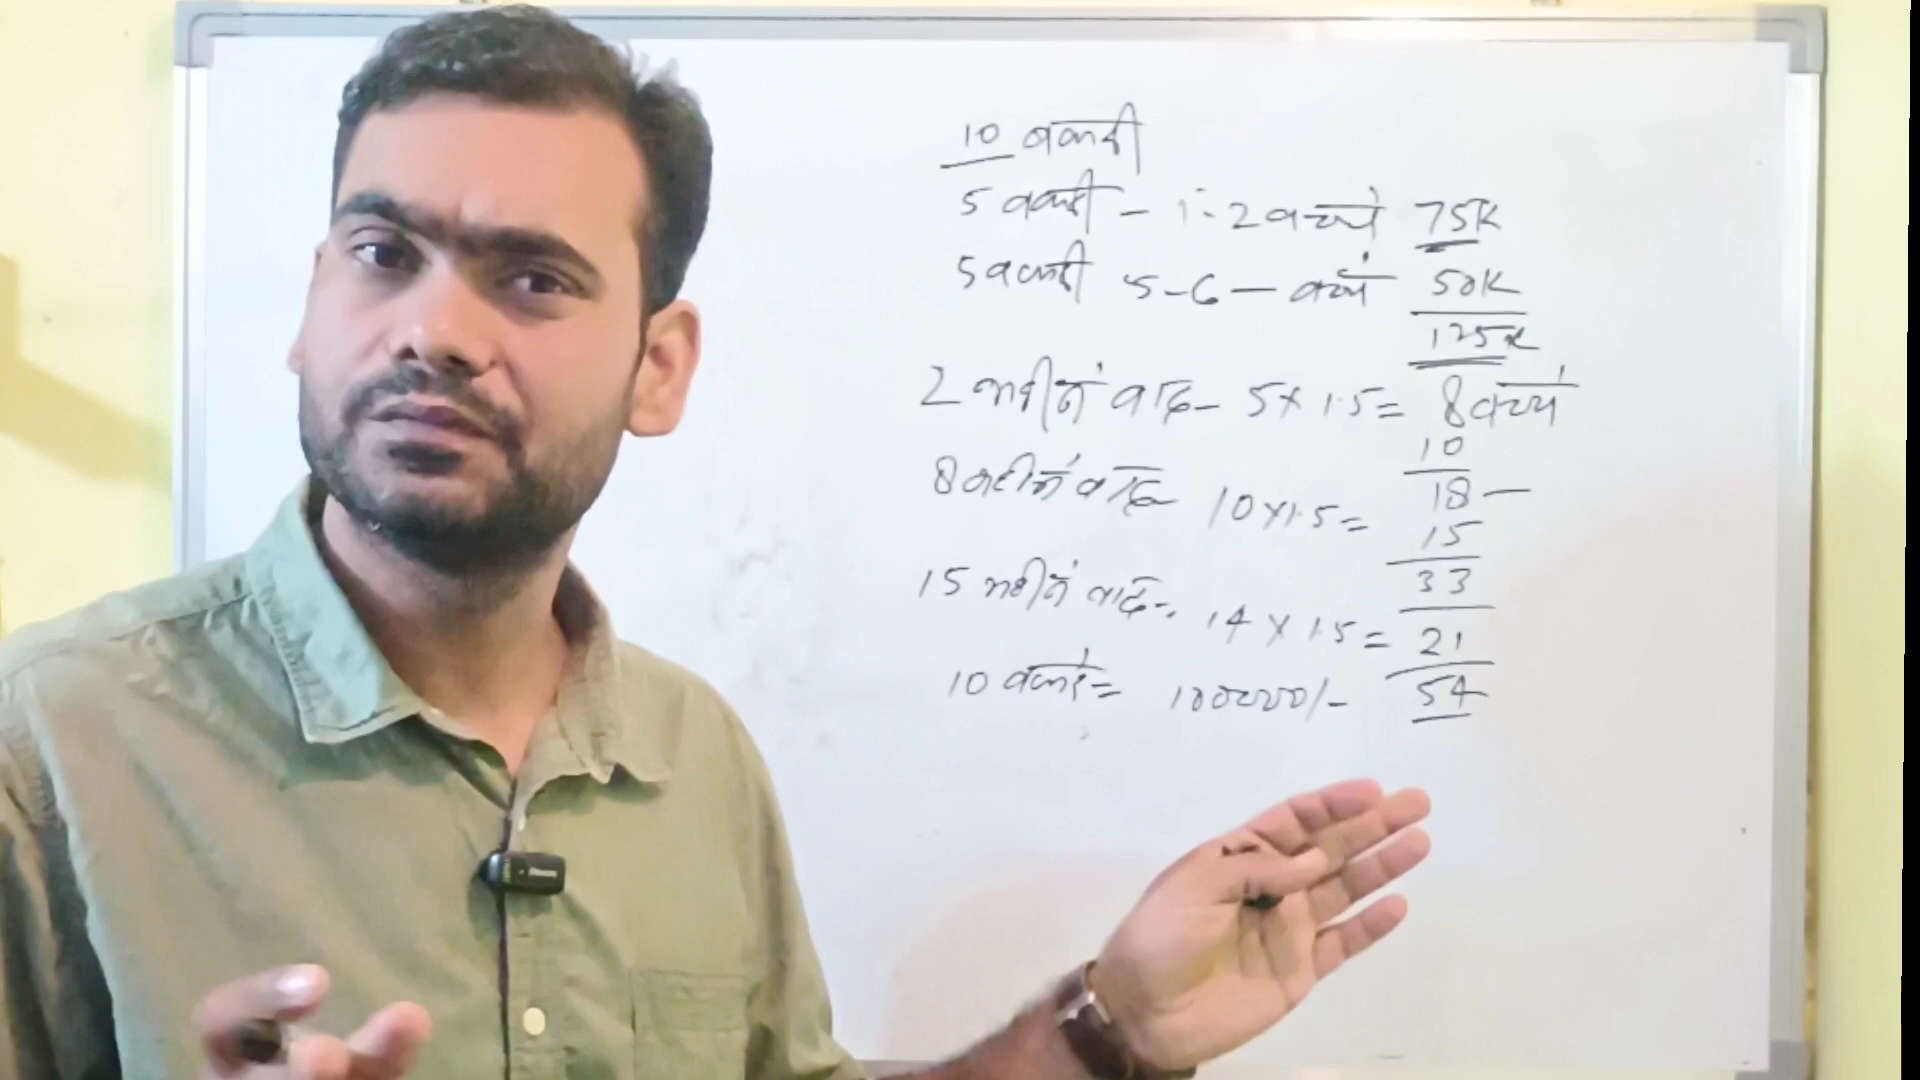 10 बकरी
5 बकरी - 1-2 बच्चे 75K
5 बकरी 5-6 - बच्चे 50K
125K
2 महीने बाद - 5 x 1.5 = 8 बच्चे
10
18 -
8 महीने बाद 10 x 1.5 = 15
33
15 महीने बाद - 14 x 1.5 = 21
10 बकरे = 100000/- 54